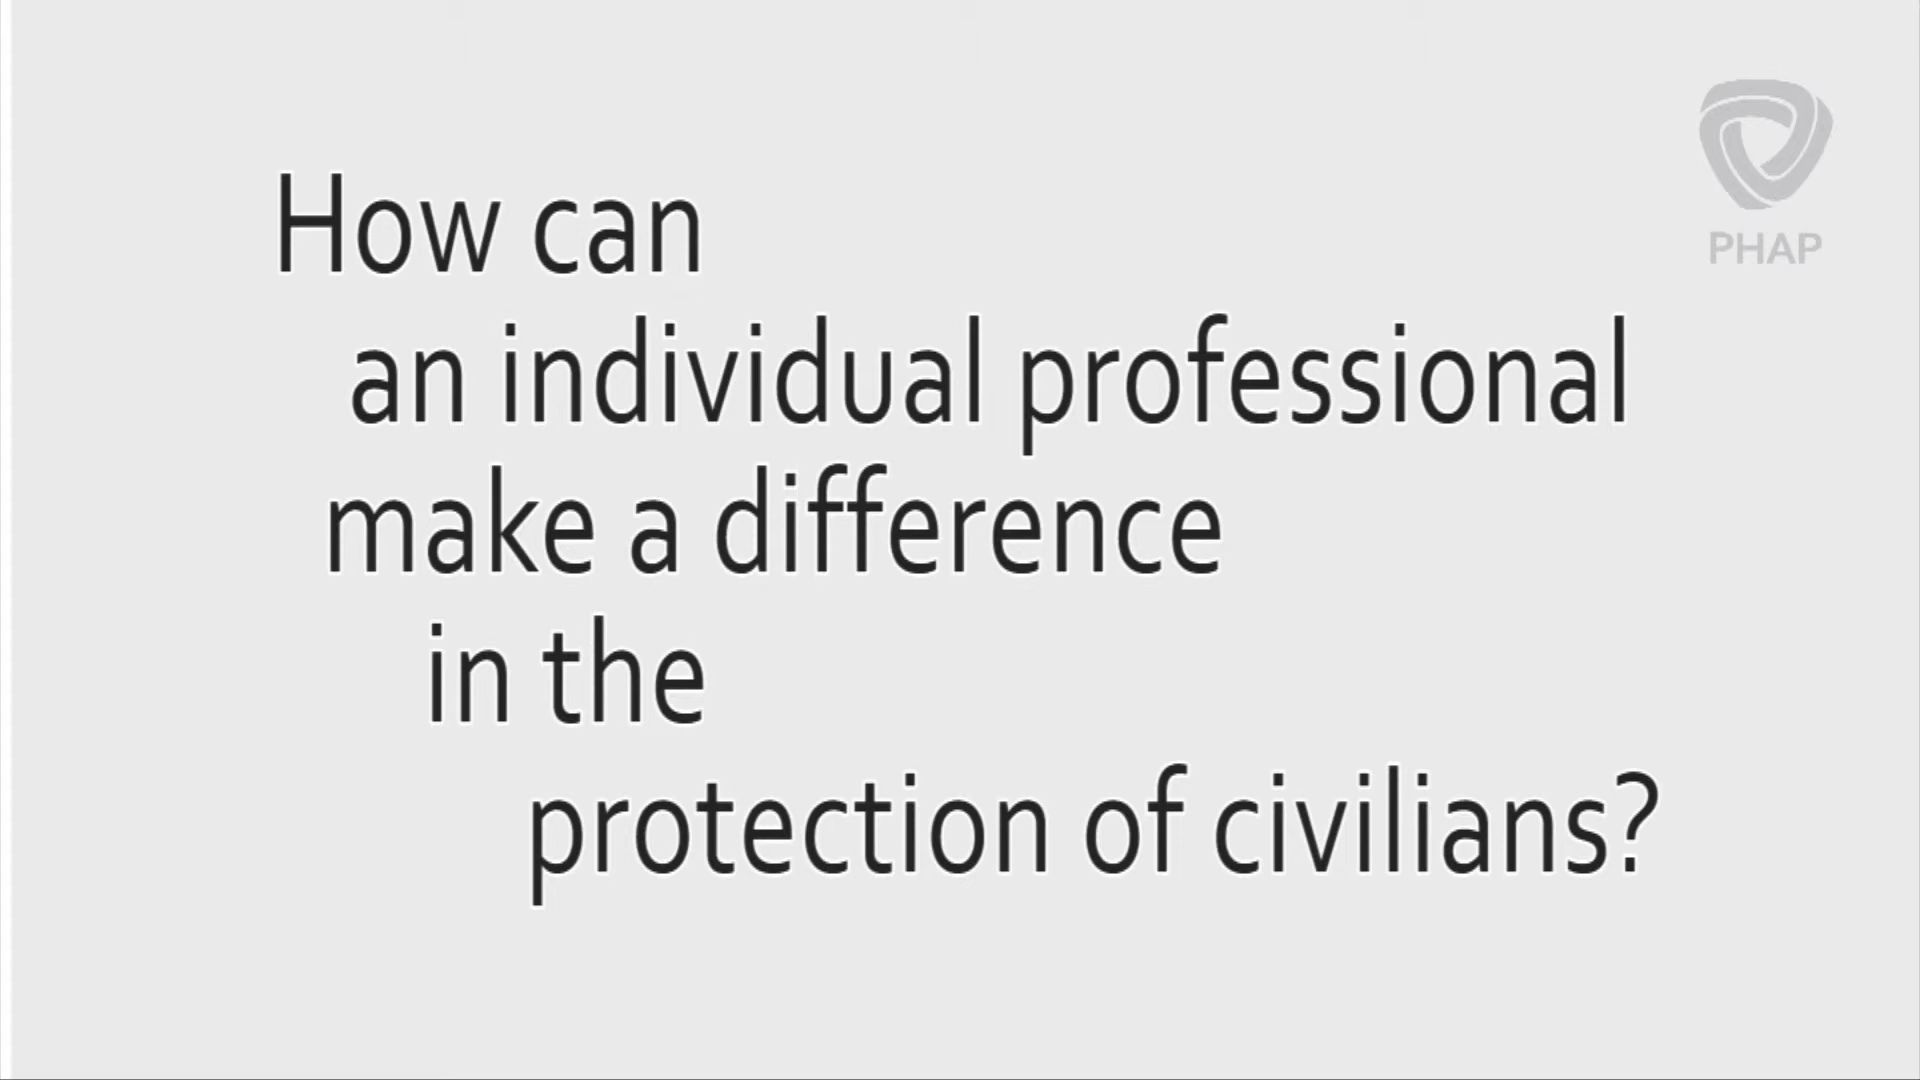 How can
an individual professional
make a difference
in the
protection of civilians?
PHAP